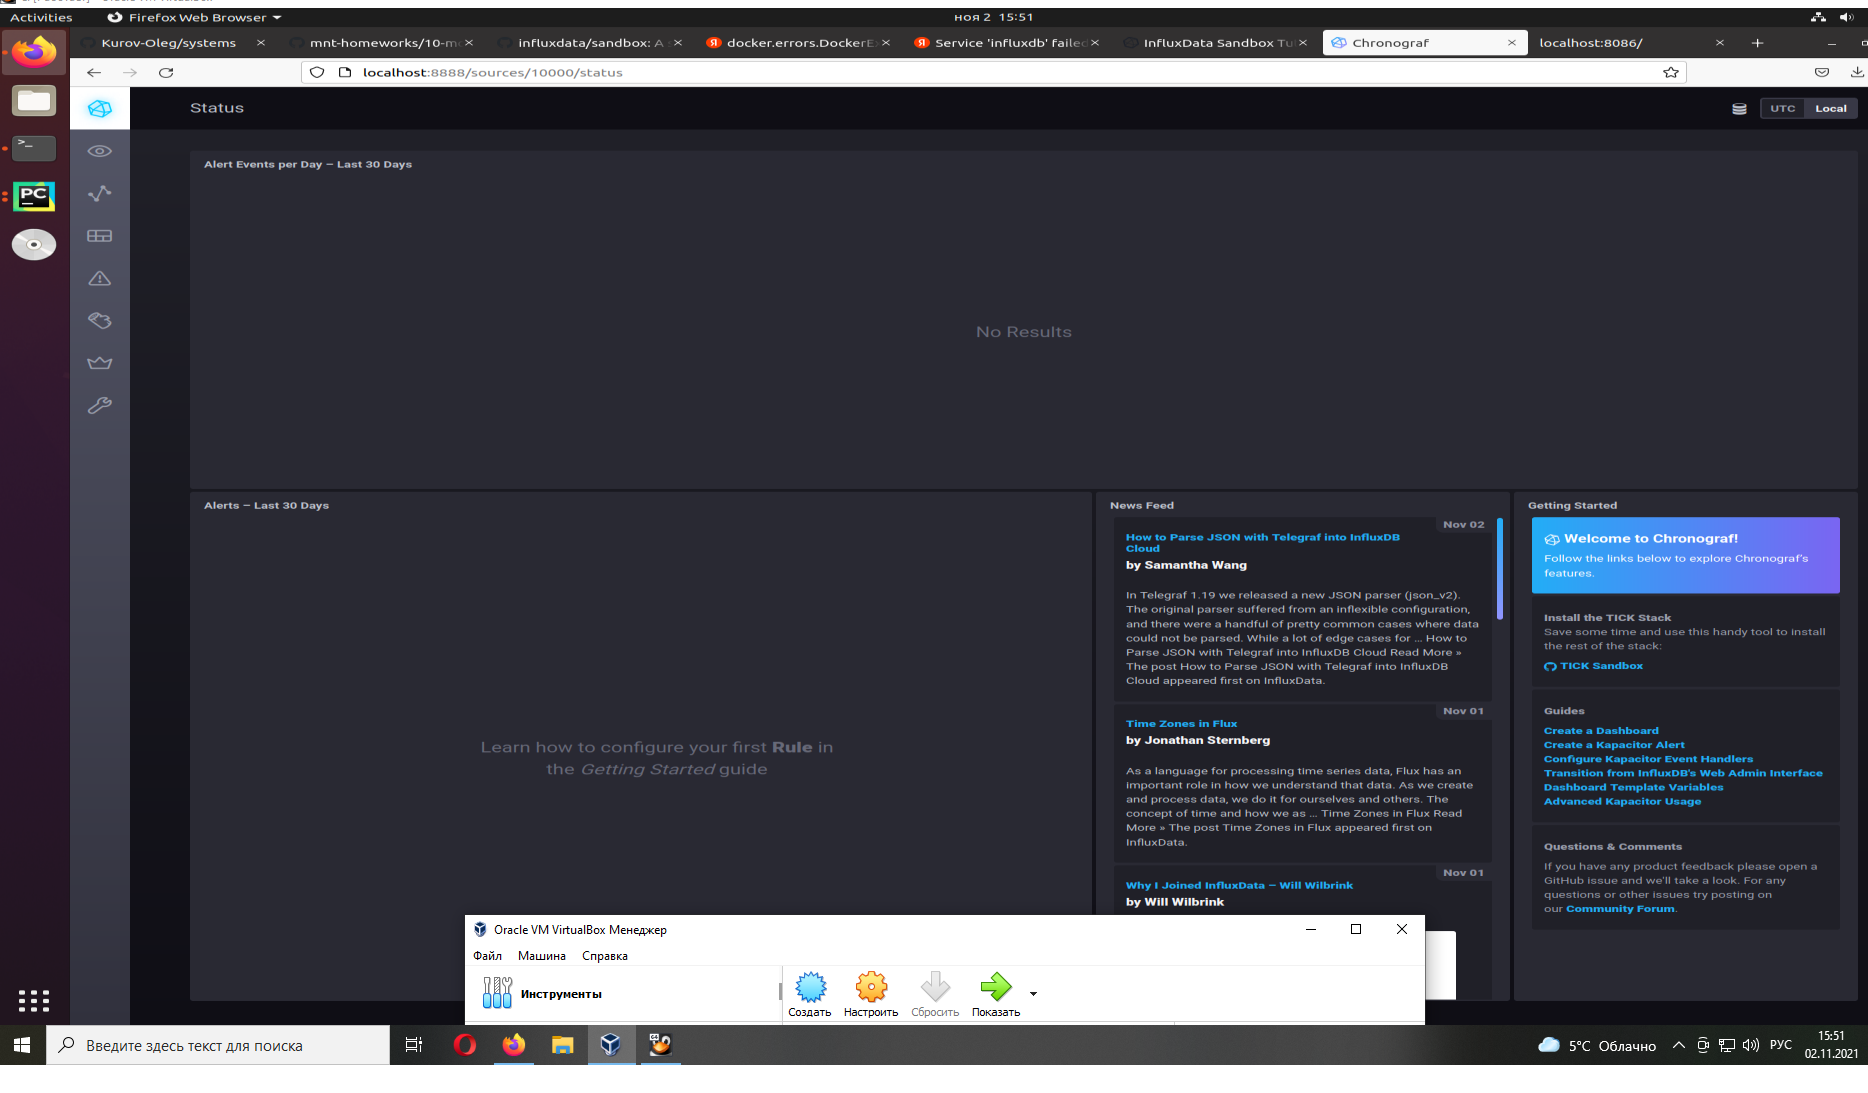 Activities
Firefox Web Browser
ноя 2 15:51
Kurov-Oleg/systems
mnt-homeworks/10-m
influxdata/sandbox: A s
docker.errors.DockerE
Service 'influxdb' failed
InfluxData Sandbox Tu
Chronograf
localhost:8086/
localhost:8888/sources/10000/status
Status
UTC
Local
Alert Events per Day – Last 30 Days
No Results
Alerts – Last 30 Days
Learn how to configure your first Rule in
the Getting Started guide
News Feed
Nov 02
How to Parse JSON with Telegraf into InfluxDB
Cloud
by Samantha Wang
In Telegraf 1.19 we released a new JSON parser (json_v2).
The original parser suffered from an inflexible configuration,
and there were a handful of pretty common cases where data
could not be parsed. While a lot of edge cases for ... How to
Parse JSON with Telegraf into InfluxDB Cloud Read More »
The post How to Parse JSON with Telegraf into InfluxDB
Cloud appeared first on InfluxData.
Nov 01
Time Zones in Flux
by Jonathan Sternberg
As a language for processing time series data, Flux has an
important role in how we understand that data. As we create
and process data, we do it for ourselves and others. The
concept of time and how we as ... Time Zones in Flux Read
More » The post Time Zones in Flux appeared first on
InfluxData.
Nov 01
Why I Joined InfluxData – Will Wilbrink
by Will Wilbrink
Getting Started
Welcome to Chronograf!
Follow the links below to explore Chronograf's
features.
Install the TICK Stack
Save some time and use this handy tool to install
the rest of the stack:
TICK Sandbox
Guides
Create a Dashboard
Create a Kapacitor Alert
Configure Kapacitor Event Handlers
Transition from InfluxDB's Web Admin Interface
Dashboard Template Variables
Advanced Kapacitor Usage
Questions & Comments
If you have any product feedback please open a
GitHub issue and we'll take a look. For any
questions or other issues try posting on
our Community Forum.
PC
Oracle VM VirtualBox Менеджер
Файл Машина Справка
Инструменты
Создать Настроить Сбросить Показать
Введите здесь текст для поиска
5°C Облачно
РУС
15:51
02.11.2021